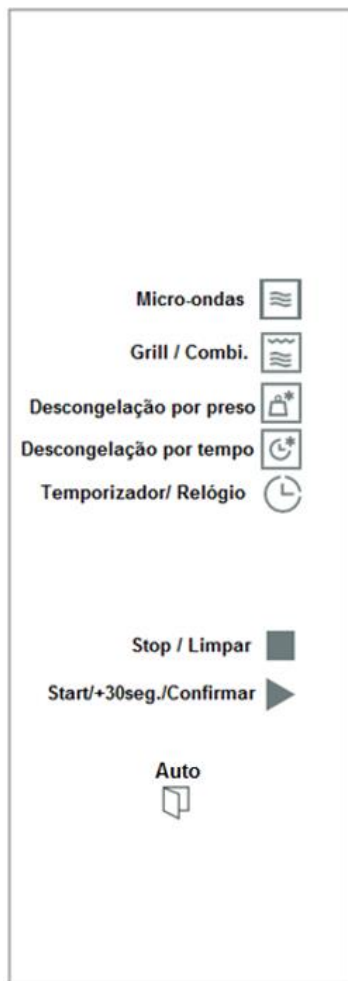 Micro-ondas
Grill / Combi.
Descongelação por preso
Descongelação por tempo
Temporizador/ Relógio
Stop / Limpar
Start/+30seg./Confirmar
Auto